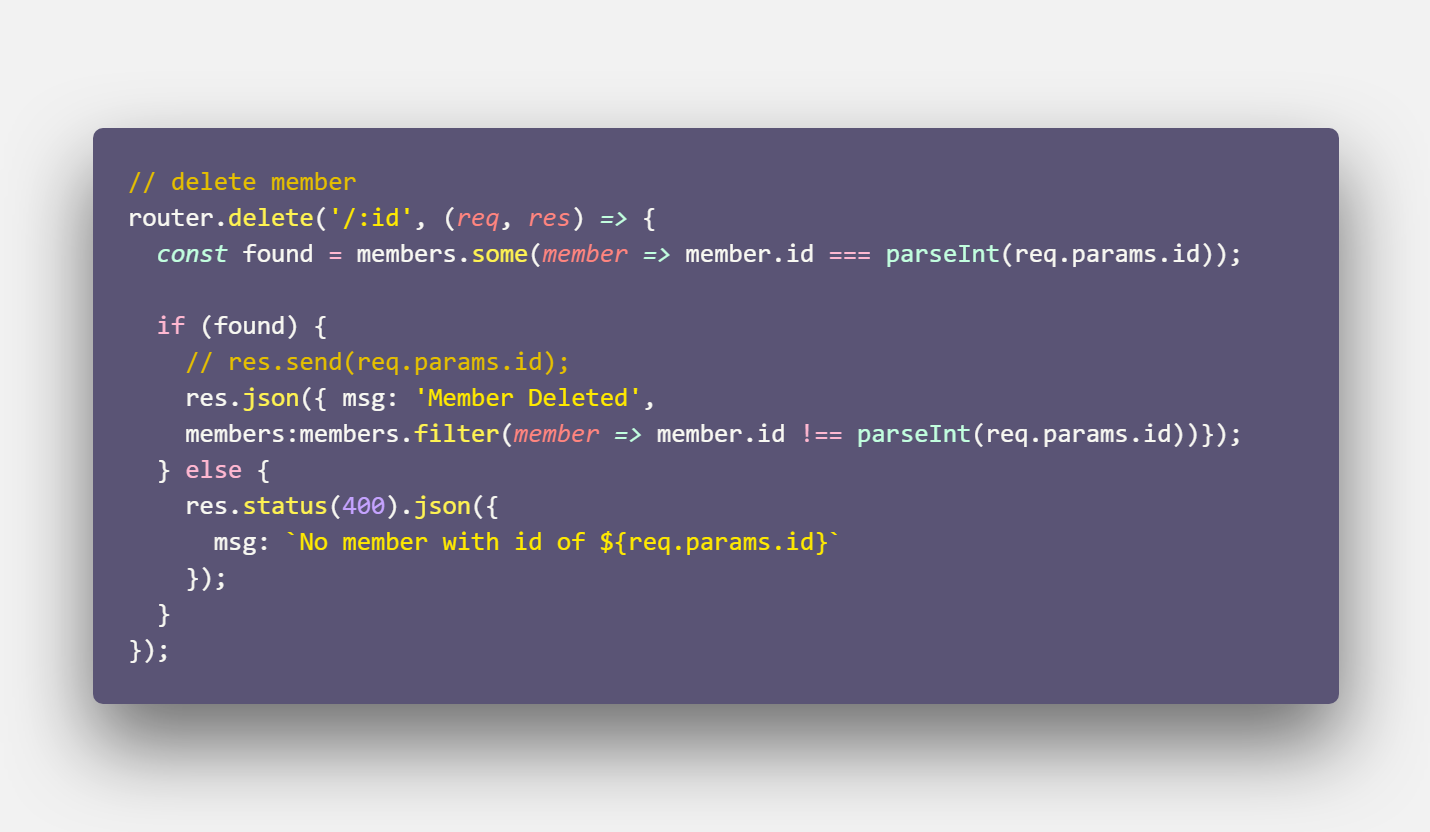 // delete member
router.delete('/:id', (req, res) => {
  const found = members.some(member => member.id === parseInt(req.params.id));

  if (found) {
    // res.send(req.params.id);
    res.json({ msg: 'Member Deleted',
    members:members.filter(member => member.id !== parseInt(req.params.id))});
  } else {
    res.status(400).json({
      msg: `No member with id of ${req.params.id}`
    });
  }
});